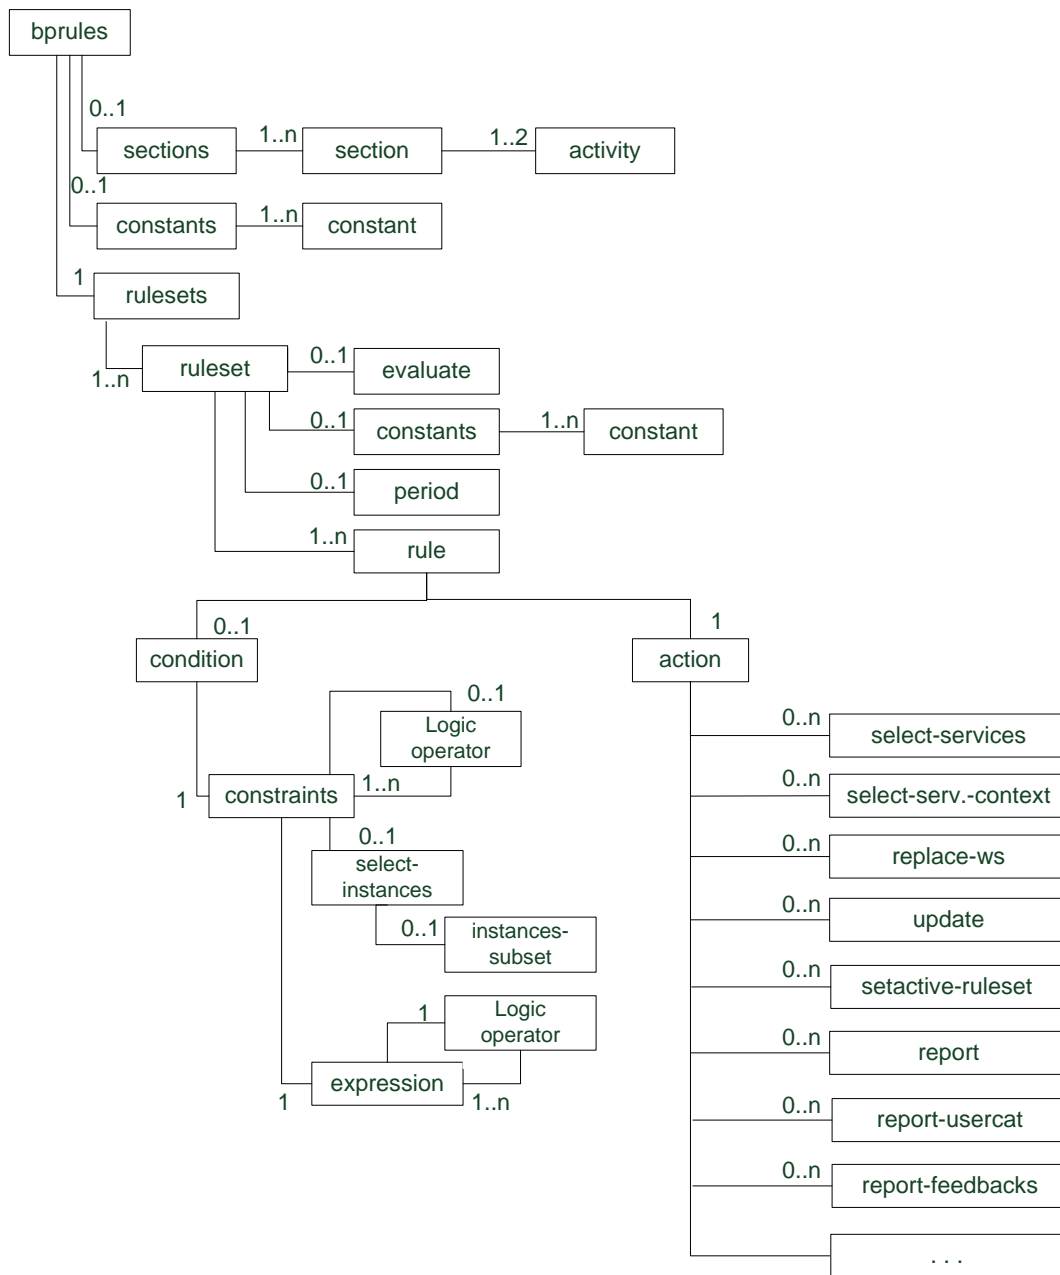 bprules
0..1
sections
1..n
section
1..2
activity
0..1
constants
1..n
constant
1
rulesets
1..n
ruleset
0..1
evaluate
0..1
constants
1..n
constant
0..1
period
1..n
rule
0..1
condition
1
action
0..1
Logic
operator
1..n
1
constraints
0..1
select-
instances
0..1
instances-
subset
1
Logic
operator
1
expression
1..n
0..n
select-services
0..n
select-serv.-context
0..n
replace-ws
0..n
update
0..n
setactive-ruleset
0..n
report
0..n
report-usercat
0..n
report-feedbacks
. . .